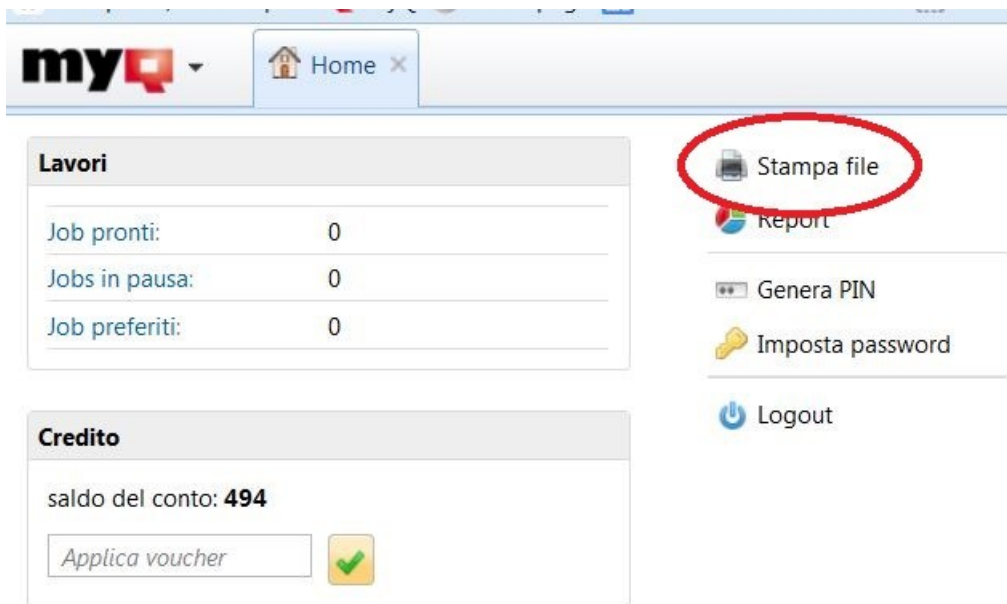 myQ
Home
Lavori
Job pronti: 0
Jobs in pausa: 0
Job preferiti: 0
Credito
saldo del conto: 494
Applica voucher
Stampa file
Report
Genera PIN
Imposta password
Logout